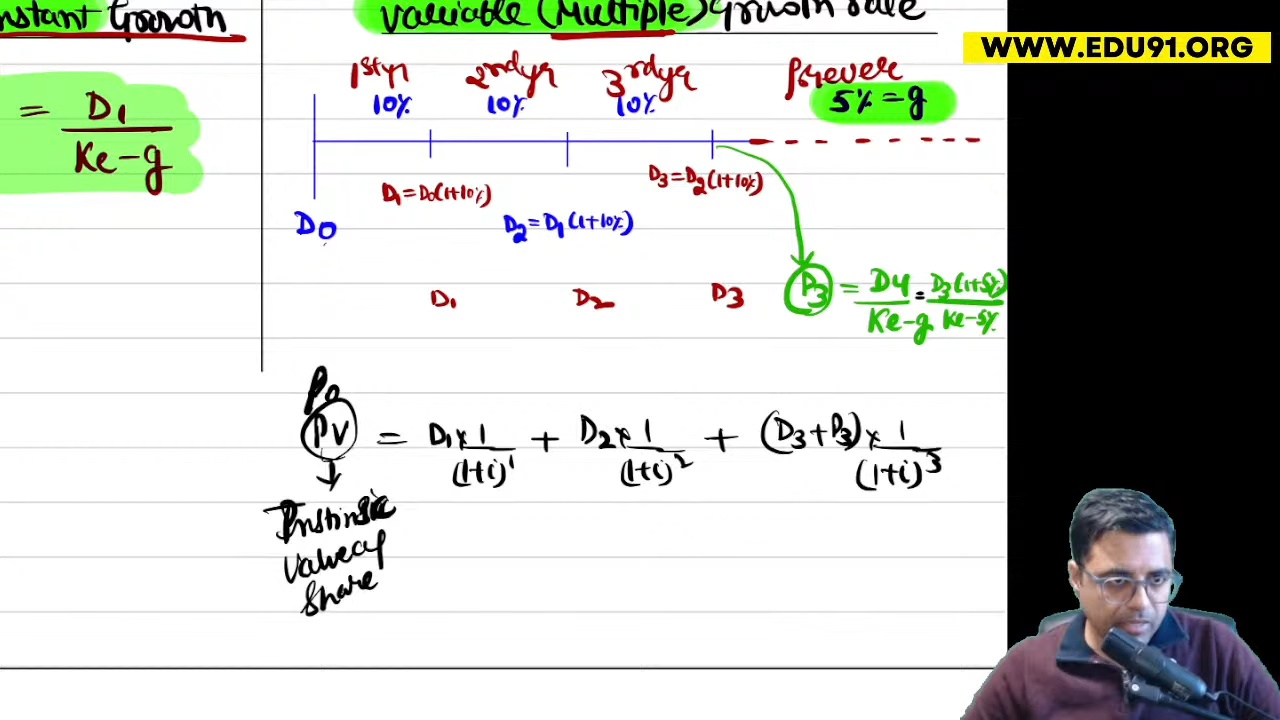 nstant Growth
variable (Multiple) Growth rate
WWW.EDU91.ORG
1st yr 2nd yr 3rd yr forever
10% 10% 10% 5% = g
= D1 / Ke - g
D1 = D0(1+10%)
D2 = D1(1+10%)
D3 = D2(1+10%)
D0
D1 D2 D3 P3 = D4 / Ke - g = D3(1+5%) / Ke - 5%
P0
PV = D1 × 1 / (1+i)^1 + D2 × 1 / (1+i)^2 + (D3 + P3) × 1 / (1+i)^3
value of
Share